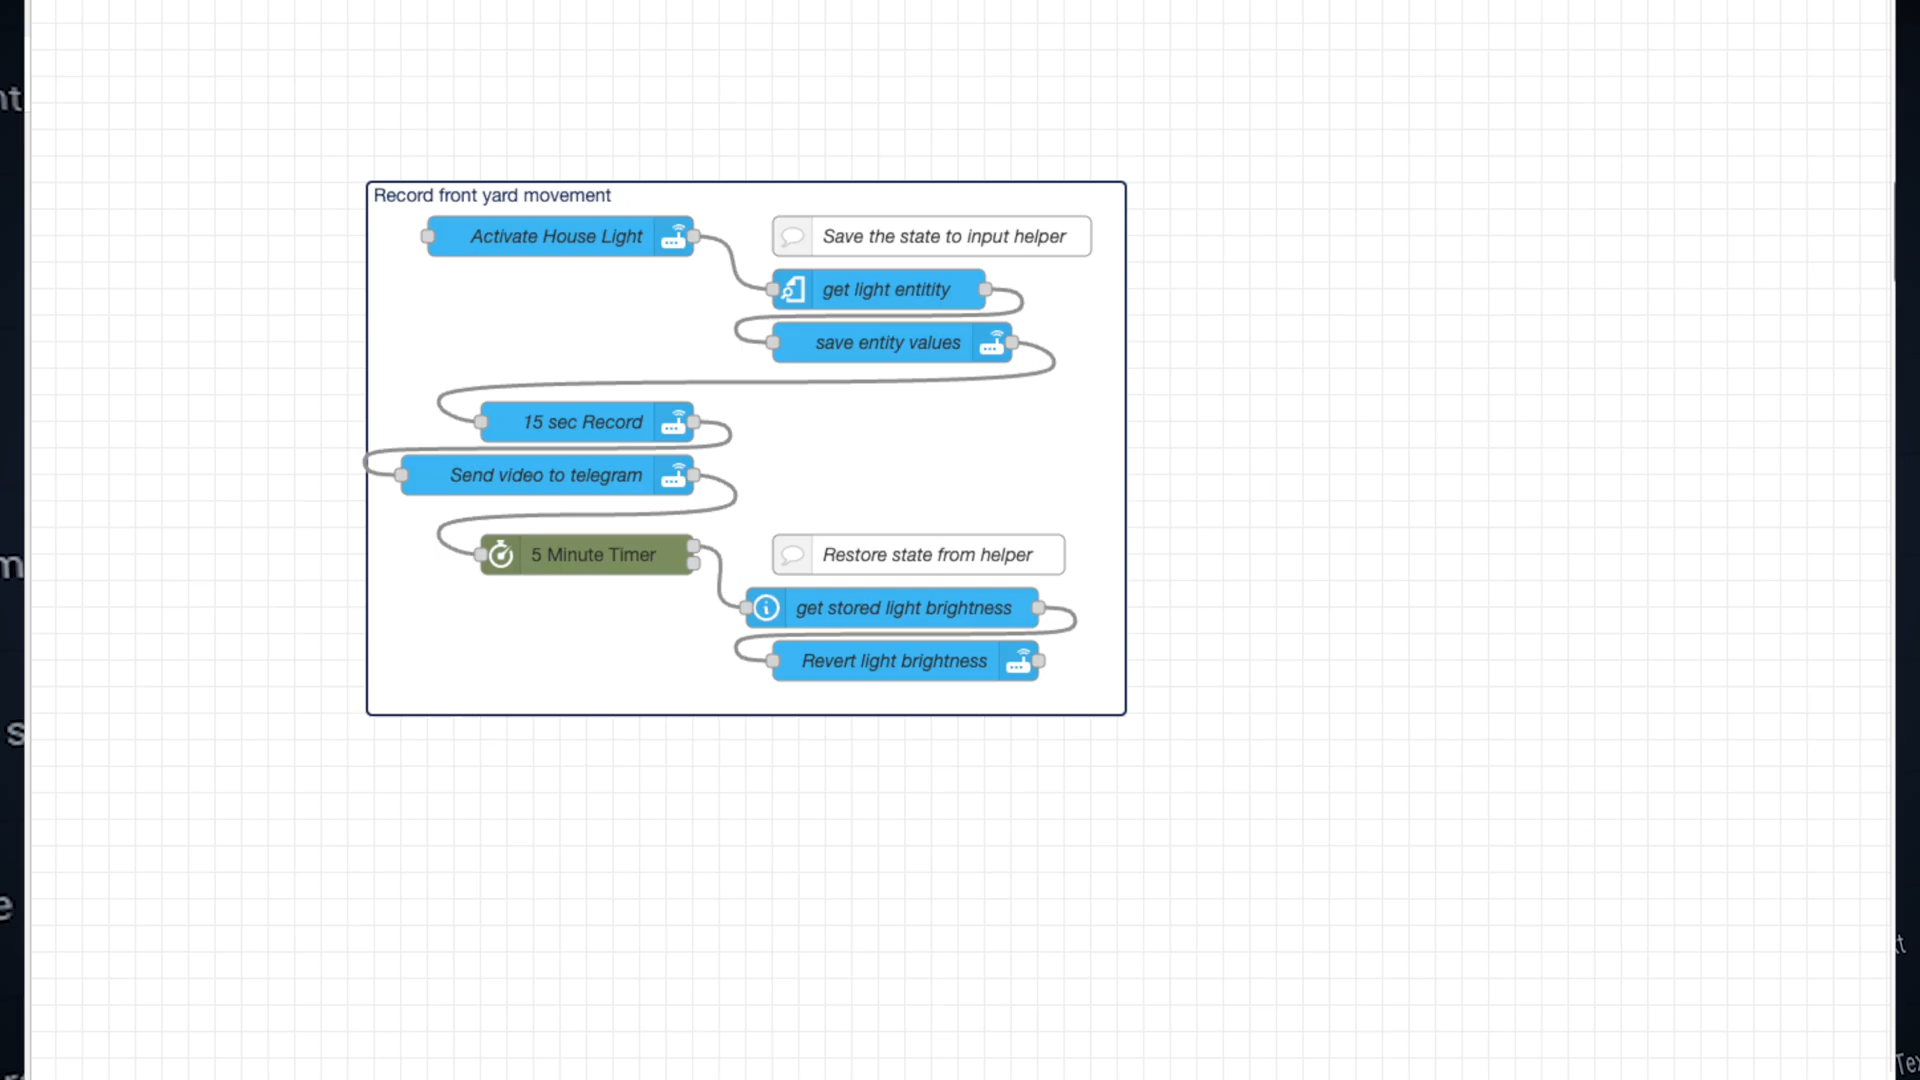 Record front yard movement
Activate House Light
Save the state to input helper
get light entitity
save entity values
15 sec Record
Send video to telegram
5 Minute Timer
Restore state from helper
get stored light brightness
Revert light brightness